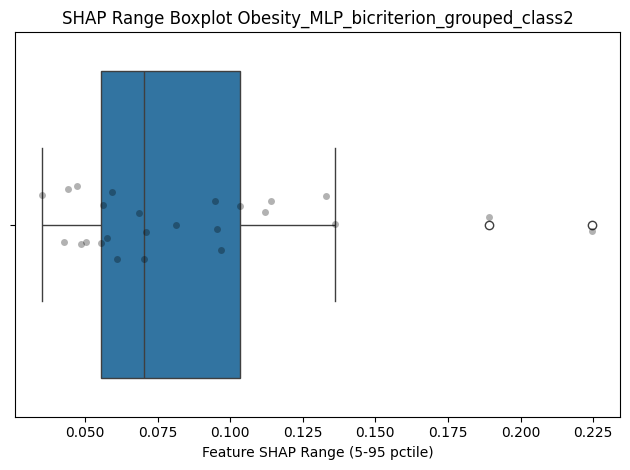 SHAP Range Boxplot Obesity_MLP_bicriterion_grouped_class2
0.050 0.075 0.100 0.125 0.150 0.175 0.200 0.225
Feature SHAP Range (5-95 pctile)